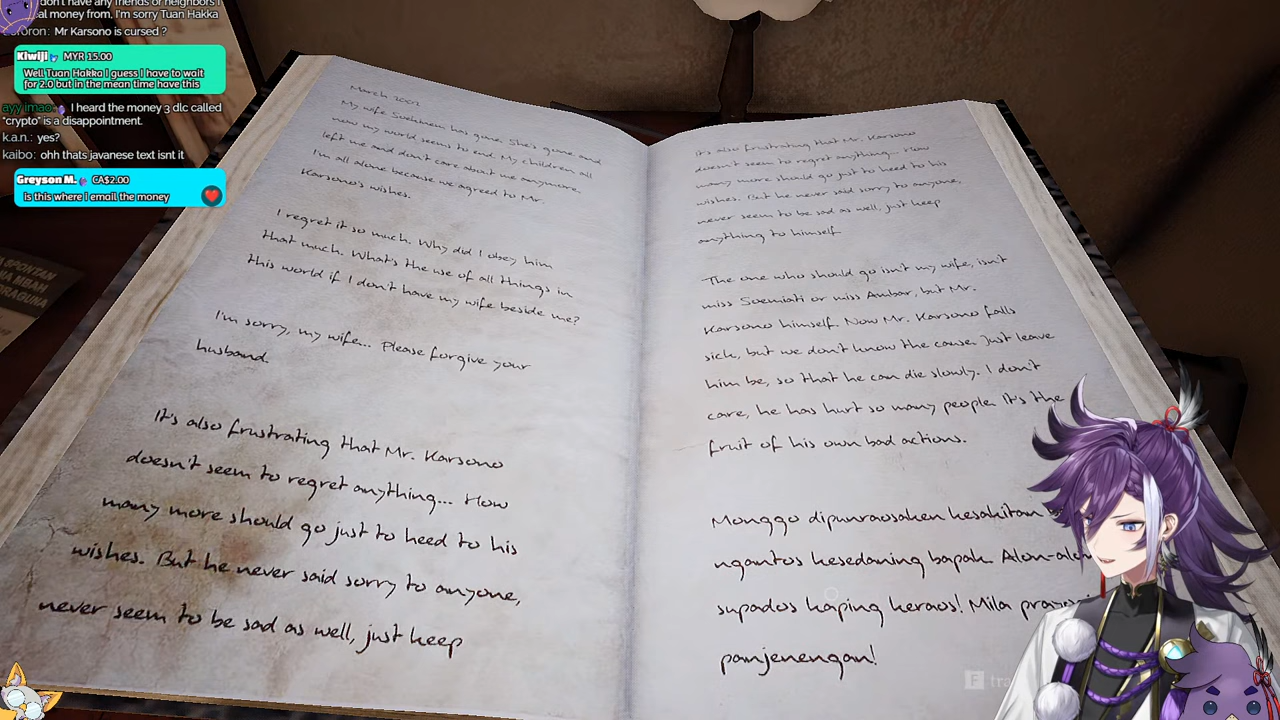 don't have any friends or neighbors I
al money from, I'm sorry Tuan Hakka
Mr Karsono is cursed ?
Kiwiji MYR 15.00
Well Tuan Hakka I guess I have to wait
for 2.0 but in the mean time have this
ayy lmao I heard the money 3 dlc called
"crypto" is a disappointment.
k.a.n.: yes?
kaibo: ohh thats javanese text isnt it
Greyson M. CA$2.00
is this where I email the money
SPONTAN
MBAH
RAGUNA
March 2002
My wife has gone. She's gone and
now my world seems to end. My children all
left me and don't care about me anymore.
I'm all alone because we agreed to Mr.
Karsono's wishes.
I regret it so much. Why did I obey him
that much. What's the use of all things in
this world if I don't have my wife beside me?
I'm sorry, my wife... Please forgive your
husband.
It's also frustrating that Mr. Karsono
doesn't seem to regret anything... How
many more should go just to heed to his
wishes. But he never said sorry to anyone,
never seem to be sad as well, just keep
It's also frustrating that Mr. Karsono
doesn't seem to regret anything... How
many more should go just to heed to his
wishes. But he never said sorry to anyone,
never seem to be sad as well, just keep
anything to himself.
The one who should go isn't my wife, isn't
miss Soemiati or miss Ambar, but Mr.
Karsono himself. Now Mr. Karsono falls
sick, but we don't know the cause. Just leave
him be, so that he can die slowly. I don't
care, he has hurt so many people. It's the
fruit of his own bad actions.
Monggo dipunraosaken kesakitan
ngantos kesedaning bapak. Alon-alon
supados kaping keraos! Mila
panjenengan!
F